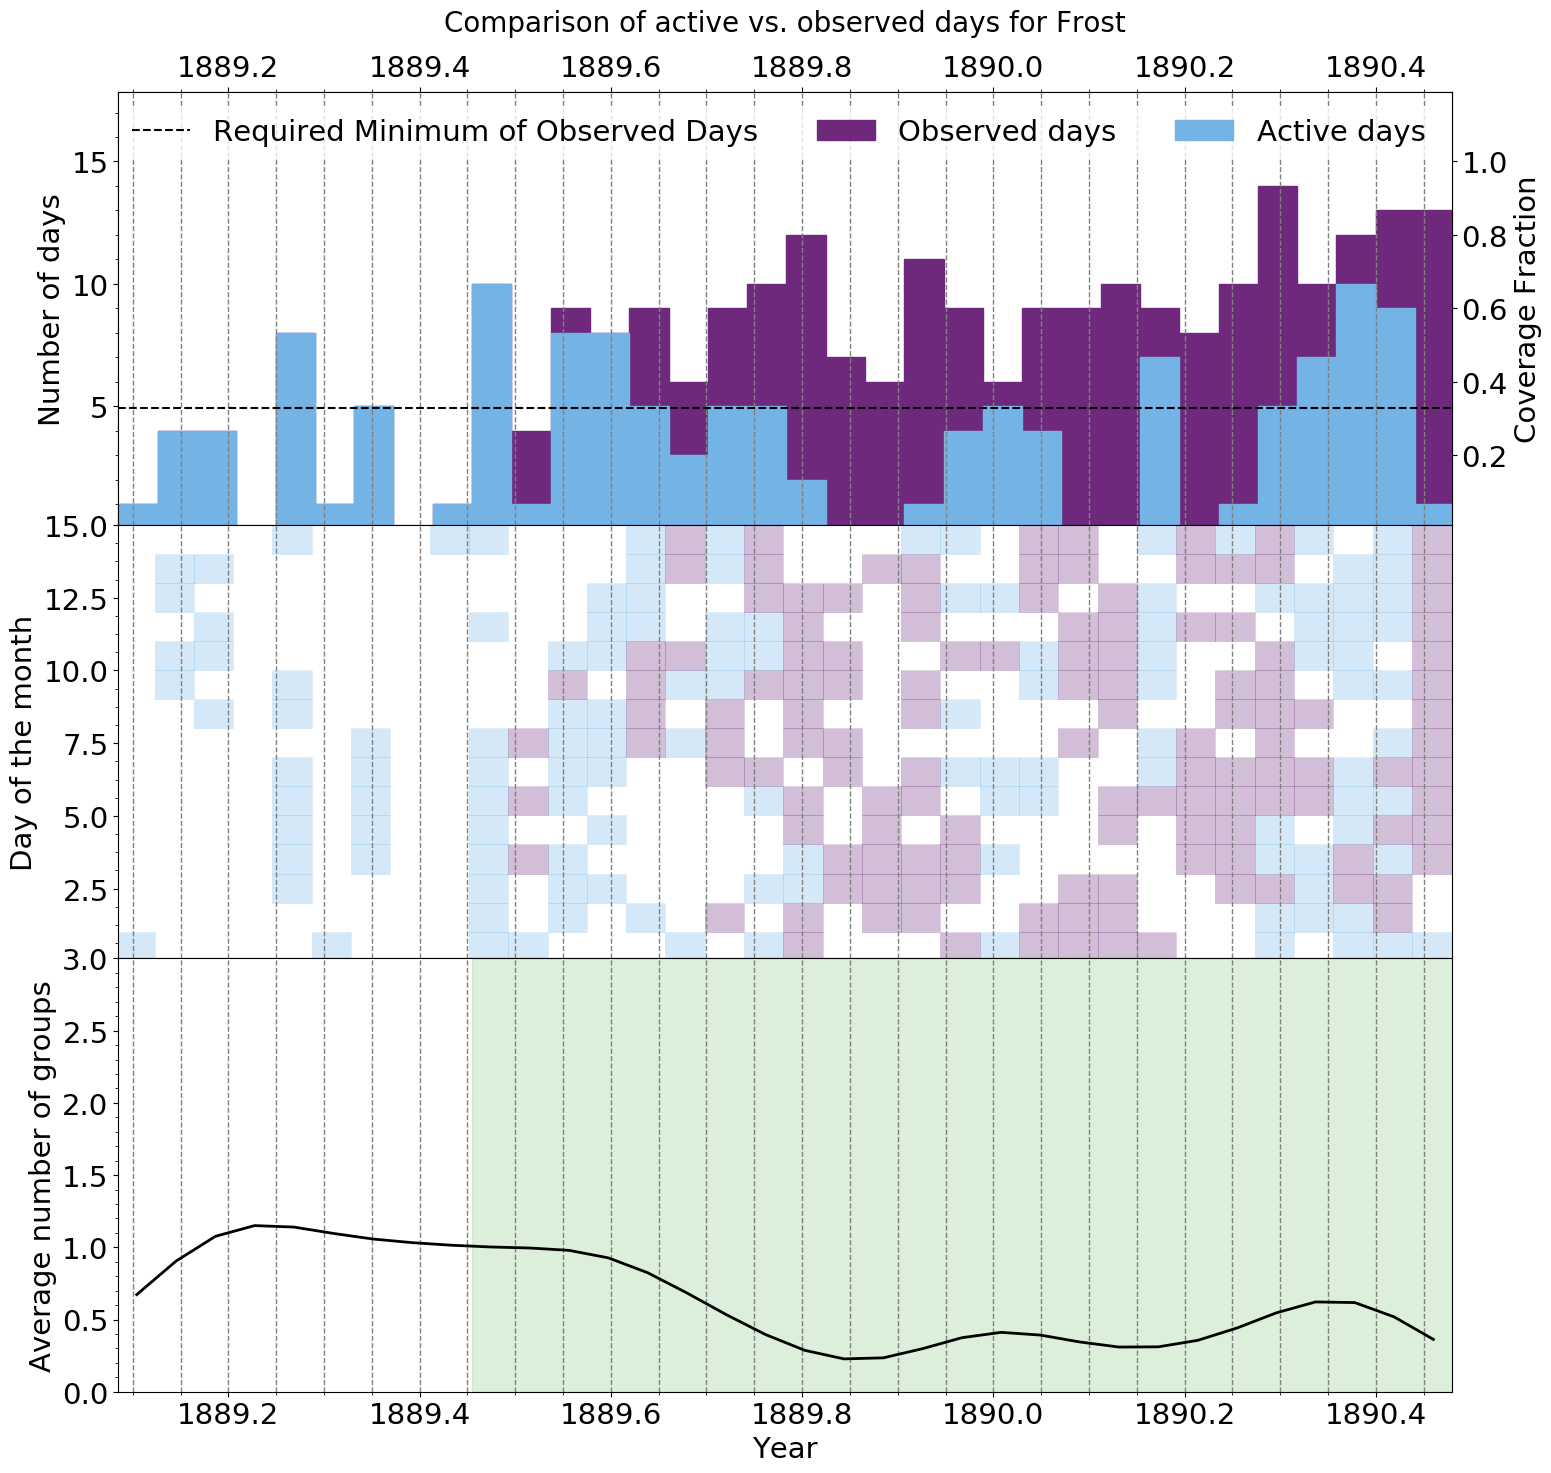 Comparison of active vs. observed days for Frost
1889.2 1889.4 1889.6 1889.8 1890.0 1890.2 1890.4
Required Minimum of Observed Days Observed days Active days
Number of days
15
10
5
Coverage Fraction
1.0
0.8
0.6
0.4
0.2
Day of the month
15.0
12.5
10.0
7.5
5.0
2.5
Average number of groups
3.0
2.5
2.0
1.5
1.0
0.5
0.0
1889.2 1889.4 1889.6 1889.8 1890.0 1890.2 1890.4
Year